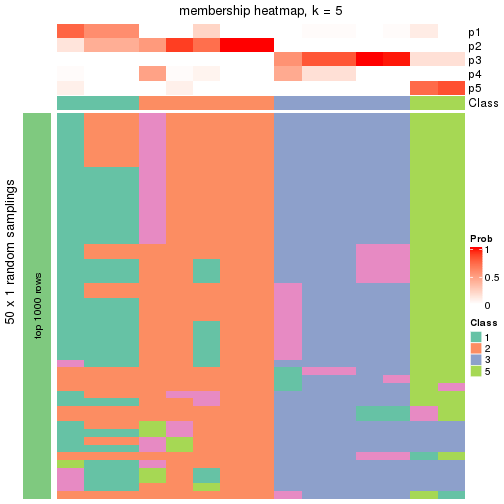 membership heatmap, k = 5
p1
p2
p3
p4
p5
Class
50 x 1 random samplings
top 1000 rows
Prob
1
0.5
0
Class
1
2
3
5